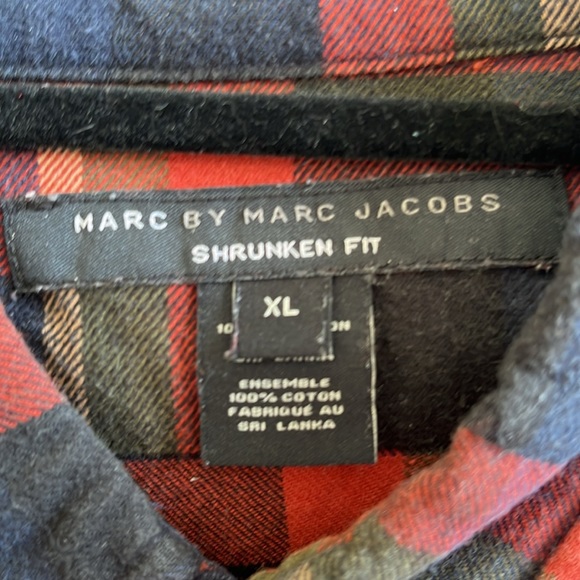 MARC BY MARC JACOBS
SHRUNKEN FIT
XL
ENSEMBLE
100% COTON
FABRIQUÉ AU
SRI LANKA